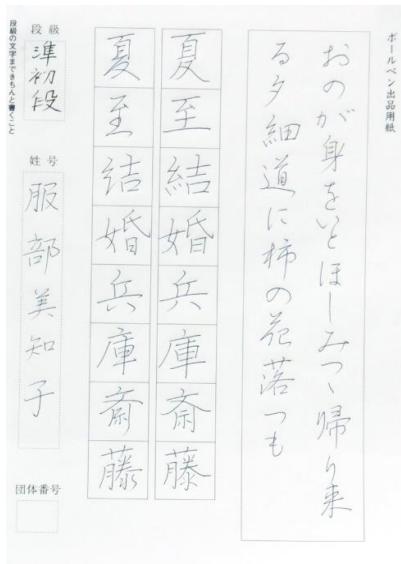 ボールペン出品用紙
おのが身をいとほしみつゝ帰り来
る夕細道に柿の花落つも
夏至結婚兵庫斎藤
夏至结婚兵庫斎藤
段級
準初段
姓号
服部美知子
団体番号
段級の文字まできちんと書くこと